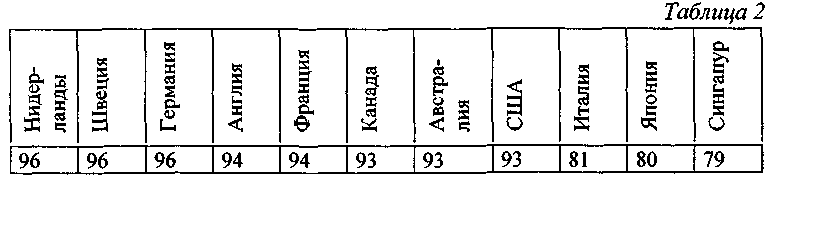 Таблица 2
Нидер-
ланды
Швеция
Германия
Англия
Франция
Канада
Австра-
лия
США
Италия
Япония
Сингапур
96 96 96 94 94 93 93 93 81 80 79